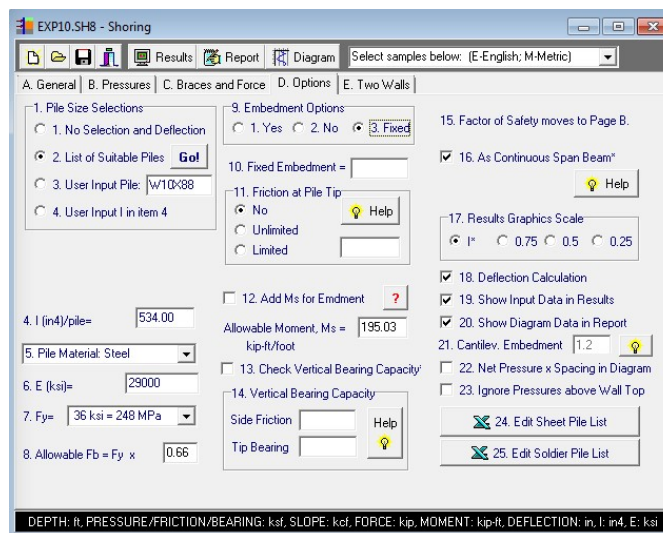 EXP10.SH8 - Shoring
Results Report Diagram Select samples below: (E-English; M-Metric)
A. General B. Pressures C. Braces and Force D. Options E. Two Walls
1. Pile Size Selections
1. No Selection and Deflection
2. List of Suitable Piles Go!
3. User Input Pile: W10X88
4. User Input I in item 4
4. I (in4)/pile= 534.00
5. Pile Material: Steel
6. E (ksi)= 29000
7. Fy= 36 ksi = 248 MPa
8. Allowable Fb = Fy x 0.66
9. Embedment Options
1. Yes 2. No 3. Fixed
10. Fixed Embedment =
11. Friction at Pile Tip
No Help
Unlimited
Limited
12. Add Ms for Emdment ?
Allowable Moment, Ms = 195.03
kip-ft/foot
13. Check Vertical Bearing Capacity
14. Vertical Bearing Capacity
Side Friction Help
Tip Bearing
15. Factor of Safety moves to Page B.
16. As Continuous Span Beam*
Help
17. Results Graphics Scale
1* 0.75 0.5 0.25
18. Deflection Calculation
19. Show Input Data in Results
20. Show Diagram Data in Report
21. Cantilev. Embedment 1.2
22. Net Pressure x Spacing in Diagram
23. Ignore Pressures above Wall Top
24. Edit Sheet Pile List
25. Edit Soldier Pile List
DEPTH: ft, PRESSURE/FRICTION/BEARING: ksf, SLOPE: kcf, FORCE: kip, MOMENT: kip-ft, DEFLECTION: in, I: in4, E: ksi